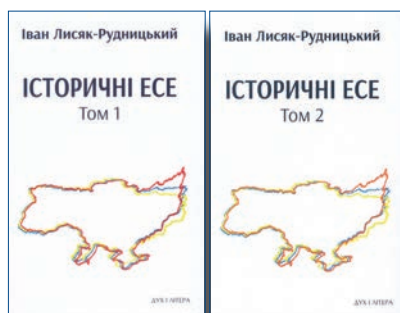 Іван Лисяк-Рудницький
ІСТОРИЧНІ ЕСЕ
Том 1
ДУХ І ЛІТЕРА
Іван Лисяк-Рудницький
ІСТОРИЧНІ ЕСЕ
Том 2
ДУХ І ЛІТЕРА